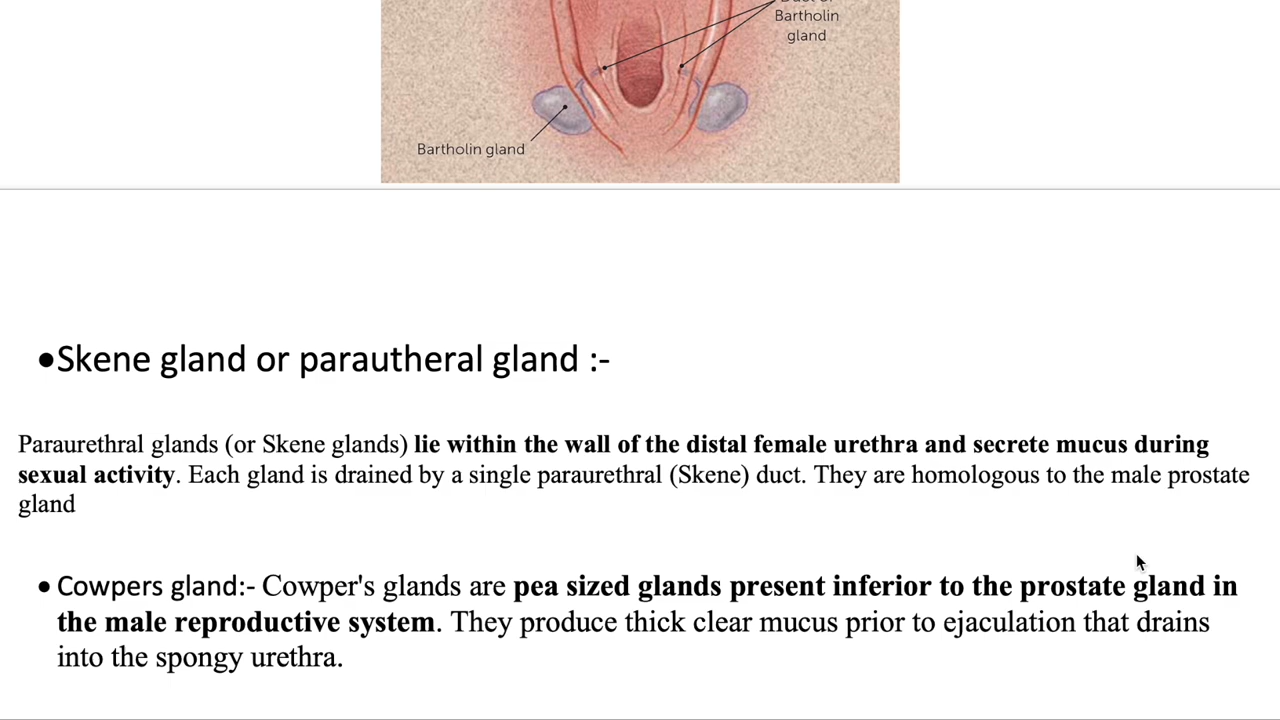 Bartholin
gland
Bartholin gland
•Skene gland or parautheral gland :-
Paraurethral glands (or Skene glands) lie within the wall of the distal female urethra and secrete mucus during
sexual activity. Each gland is drained by a single paraurethral (Skene) duct. They are homologous to the male prostate
gland
• Cowpers gland:- Cowper's glands are pea sized glands present inferior to the prostate gland in
the male reproductive system. They produce thick clear mucus prior to ejaculation that drains
into the spongy urethra.